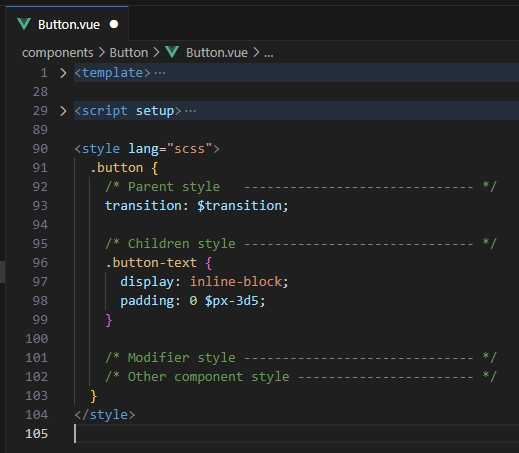 Button.vue
components > Button > Button.vue > ...
1 > <template> ...
28
29 > <script setup> ...
89
90 <style lang="scss">
91 .button {
92 /* Parent style   ------------------------------ */
93 transition: $transition;
94
95 /* Children style ------------------------------ */
96 .button-text {
97 display: inline-block;
98 padding: 0 $px-3d5;
99 }
100
101 /* Modifier style ------------------------------ */
102 /* Other component style ----------------------- */
103 }
104 </style>
105